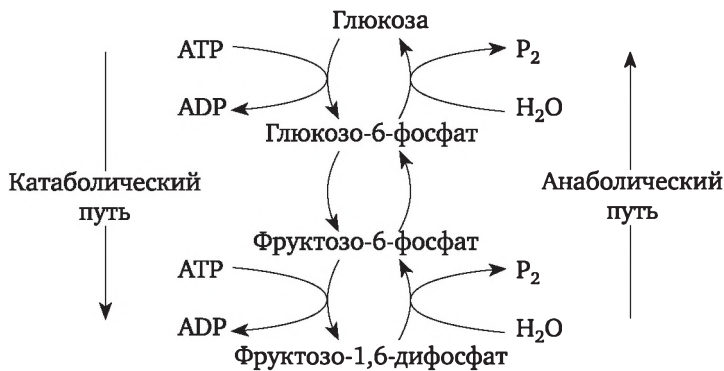 Глюкоза
ATP
P₂
ADP
H₂O
Глюкозо-6-фосфат
Катаболический
путь
Анаболический
путь
Фруктозо-6-фосфат
ATP
P₂
ADP
H₂O
Фруктозо-1,6-дифосфат